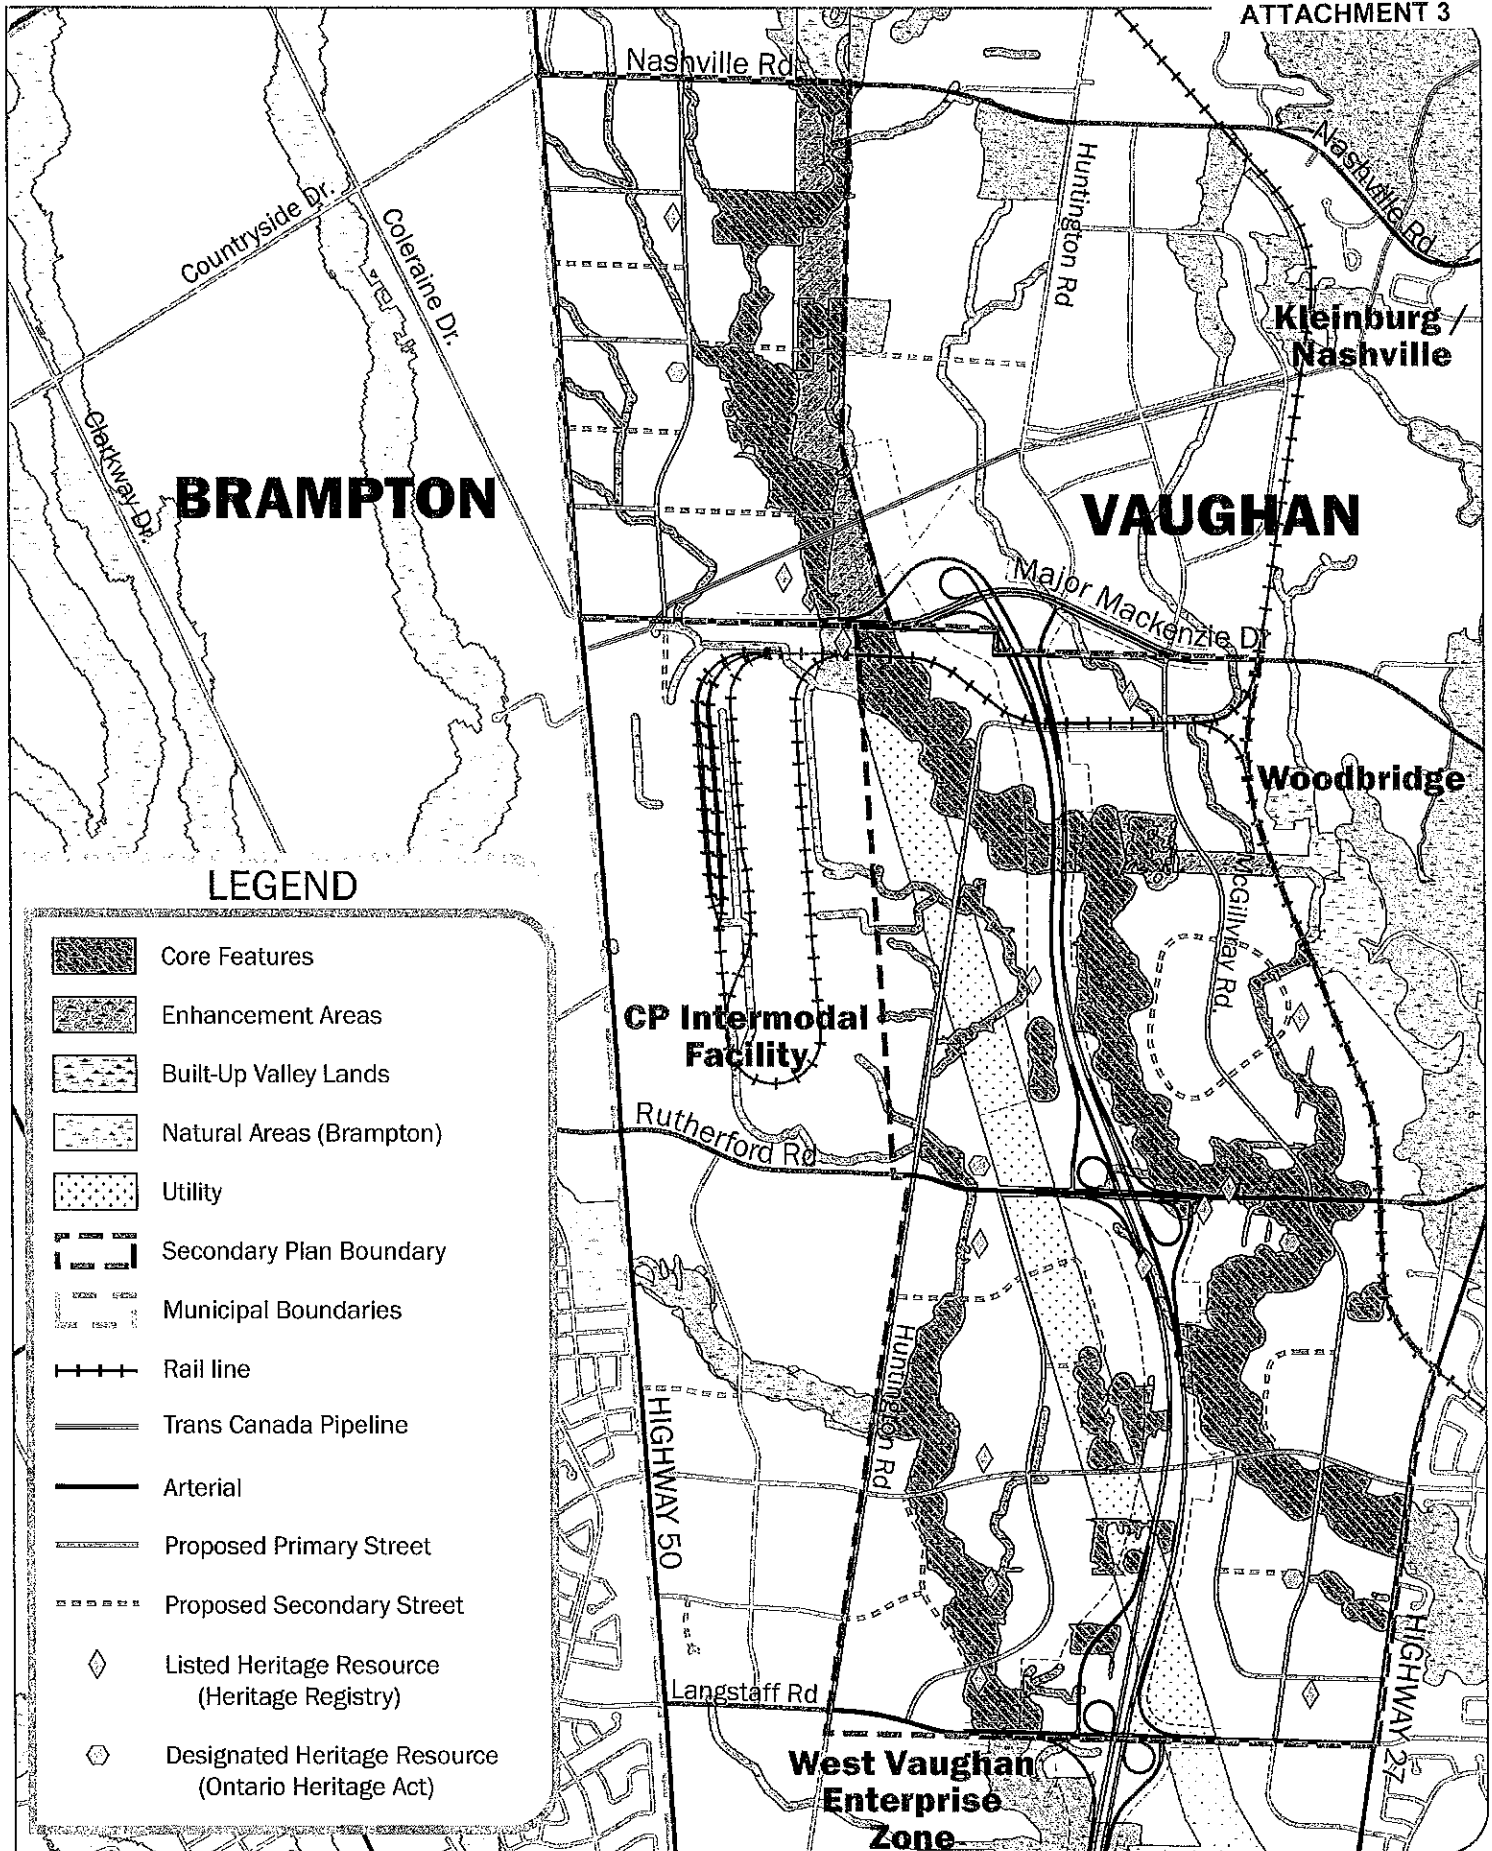 ATTACHMENT 3
Nashville Rd
Nashville Rd
Huntington Rd
Countryside Dr.
Coleraine Dr.
Kleinburg /
Nashville
Clarkway Dr.
BRAMPTON
VAUGHAN
Major Mackenzie Dr
Woodbridge
McGillivray Rd.
CP Intermodal
Facility
Rutherford Rd
Huntington Rd
HIGHWAY 50
HIGHWAY 27
Langstaff Rd
West Vaughan
Enterprise
Zone
LEGEND
Core Features
Enhancement Areas
Built-Up Valley Lands
Natural Areas (Brampton)
Utility
Secondary Plan Boundary
Municipal Boundaries
Rail line
Trans Canada Pipeline
Arterial
Proposed Primary Street
Proposed Secondary Street
Listed Heritage Resource
(Heritage Registry)
Designated Heritage Resource
(Ontario Heritage Act)